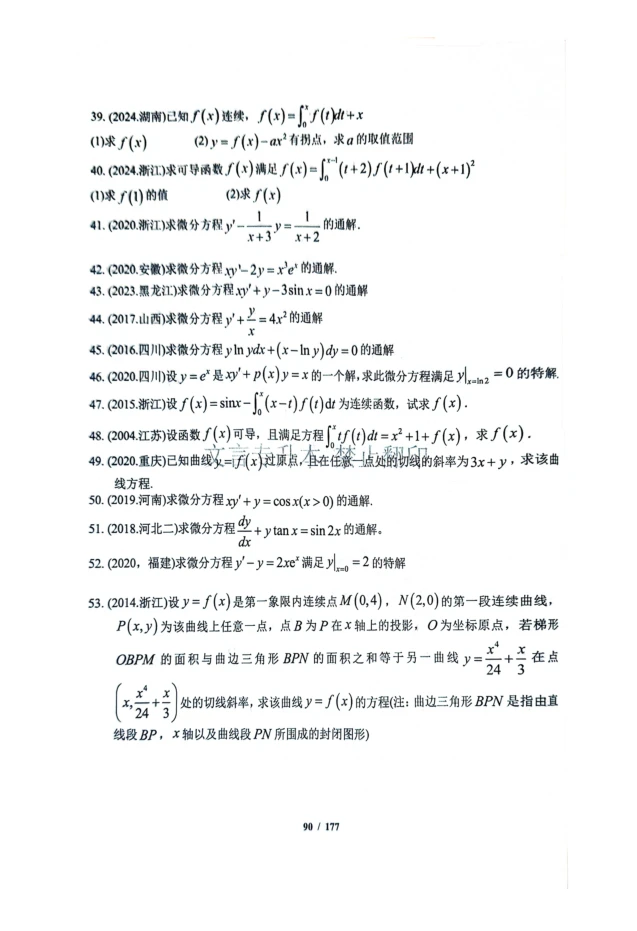 39. (2024.湖南)已知 f(x) 连续，f(x)=∫₀ˣ f(t)dt+x
(1)求 f(x) (2) y=f(x)-ax² 有拐点，求 a 的取值范围
40. (2024.浙江)求可导函数 f(x) 满足 f(x)=∫₀ˣ⁻¹(t+2)f(t+1)dt+(x+1)²
(1)求 f(1) 的值 (2)求 f(x)
41. (2020.浙江)求微分方程 y'-1/(x+3) y=1/(x+2) 的通解.
42. (2020.安徽)求微分方程 xy'-2y=x³eˣ 的通解.
43. (2023.黑龙江)求微分方程 xy'+y-3sin x=0 的通解
44. (2017.山西)求微分方程 y'+y/x=4x² 的通解
45. (2016.四川)求微分方程 y ln ydx+(x-ln y)dy=0 的通解
46. (2020.四川)设 y=eˣ 是 xy'+p(x)y=x 的一个解,求此微分方程满足 y|ₓ₌ln2 =0 的特解.
47. (2015.浙江)设 f(x)=sinx-∫₀ˣ(x-t)f(t)dt 为连续函数，试求 f(x).
48. (2004.江苏)设函数 f(x) 可导，且满足方程 ∫₀ˣ tf(t)dt=x²+1+f(x)，求 f(x).
文亮专升本 禁止翻印
49. (2020.重庆)已知曲线 y=f(x) 过原点，且在任意一点处的切线的斜率为 3x+y，求该曲
线方程.
50. (2019.河南)求微分方程 xy'+y=cos x(x>0) 的通解.
51. (2018.河北二)求微分方程 dy/dx+y tan x=sin 2x 的通解。
52. (2020，福建)求微分方程 y'-y=2xeˣ 满足 y|ₓ₌₀=2 的特解
53. (2014.浙江)设 y=f(x) 是第一象限内连续点 M(0,4)，N(2,0) 的第一段连续曲线，
P(x,y) 为该曲线上任意一点，点 B 为 P 在 x 轴上的投影，O 为坐标原点，若梯形
OBPM 的面积与曲边三角形 BPN 的面积之和等于另一曲线 y=x⁴/24+x/3 在点
(x,x⁴/24+x/3) 处的切线斜率，求该曲线 y=f(x) 的方程(注: 曲边三角形 BPN 是指由直
线段 BP，x 轴以及曲线段 PN 所围成的封闭图形)
90 / 177